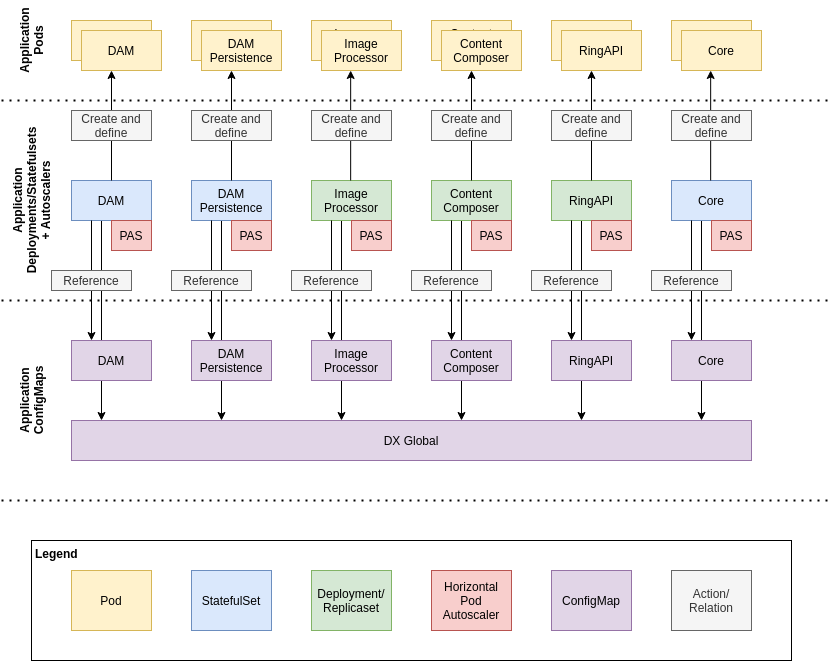 Application
Pods
DAM
DAM
Persistence
Image
Processor
Content
Composer
RingAPI
Core
Create and
define
Create and
define
Create and
define
Create and
define
Create and
define
Create and
define
Application
Deployments/Statefulsets
+ Autoscalers
DAM
DAM
Persistence
Image
Processor
Content
Composer
RingAPI
Core
PAS
PAS
PAS
PAS
PAS
PAS
Reference
Reference
Reference
Reference
Reference
Reference
Application
ConfigMaps
DAM
DAM
Persistence
Image
Processor
Content
Composer
RingAPI
Core
DX Global
Legend
Pod
StatefulSet
Deployment/
Replicaset
Horizontal
Pod
Autoscaler
ConfigMap
Action/
Relation